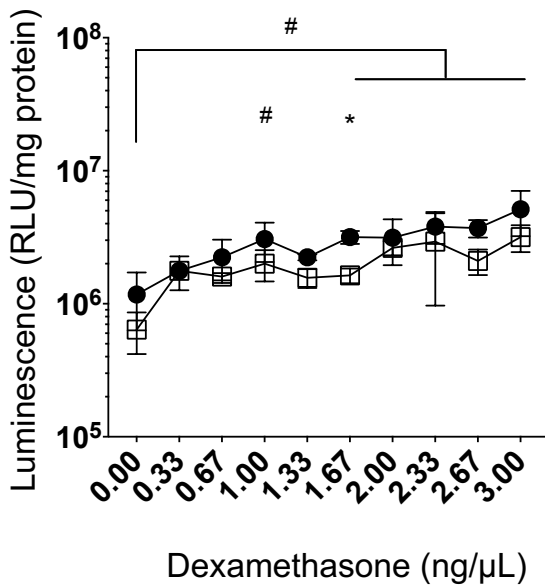 #
# *
Luminescence (RLU/mg protein)
10⁸
10⁷
10⁶
10⁵
0.00 0.33 0.67 1.00 1.33 1.67 2.00 2.33 2.67 3.00
Dexamethasone (ng/µL)